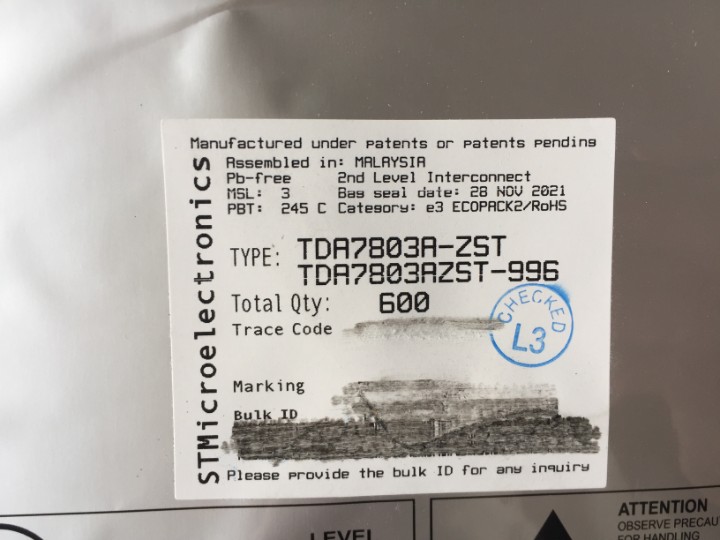 Manufactured under patents or patents pending
STMicroelectronics
Assembled in: MALAYSIA
Pb-free 2nd Level Interconnect
MSL: 3 Bag seal date: 28 NOV 2021
PBT: 245 C Category: e3 ECOPACK2/RoHS
TYPE: TDA7803A-ZST
TDA7803AZST-996
Total Qty: 600
CHECKED
L3
Trace Code
Marking
Bulk ID
Please provide the bulk ID for any inquiry
LEVEL
ATTENTION
OBSERVE PRECAU
FOR HANDLING